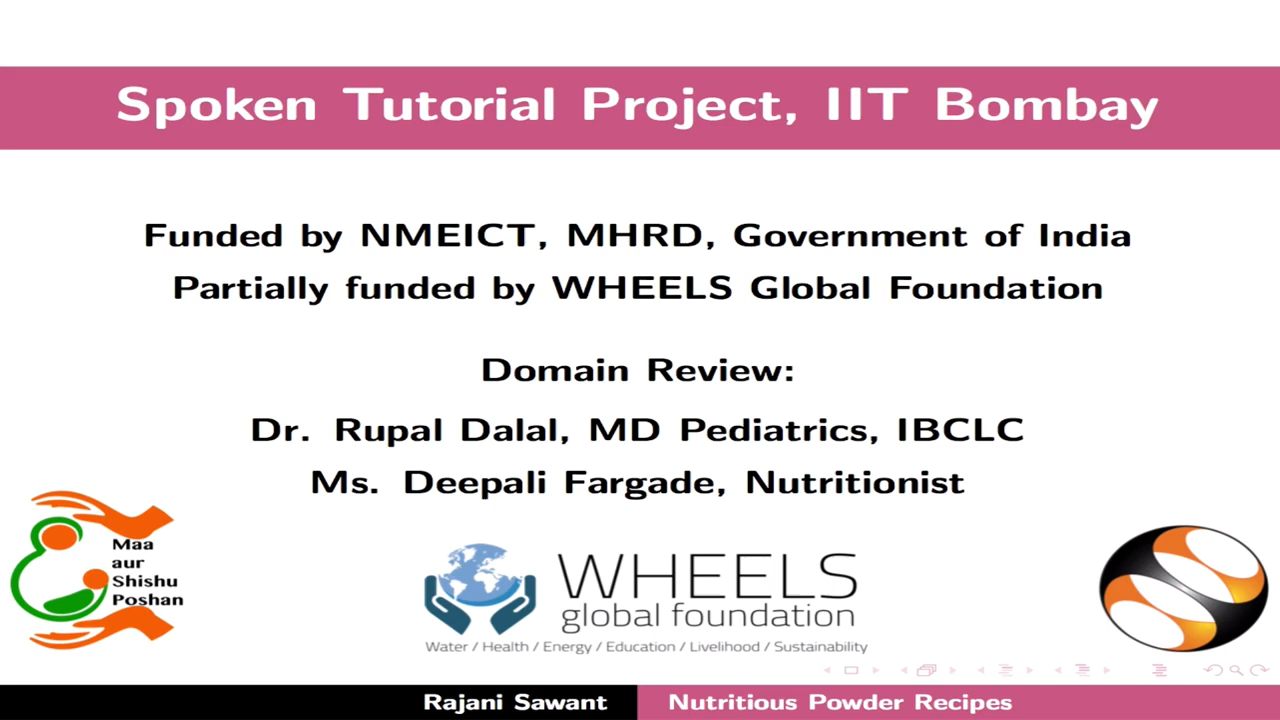 Spoken Tutorial Project, IIT Bombay
Funded by NMEICT, MHRD, Government of India
Partially funded by WHEELS Global Foundation
Domain Review:
Dr. Rupal Dalal, MD Pediatrics, IBCLC
Ms. Deepali Fargade, Nutritionist
Maa
aur
Shishu
Poshan
WHEELS
global foundation
Water / Health / Energy / Education / Livelihood / Sustainability
Rajani Sawant
Nutritious Powder Recipes